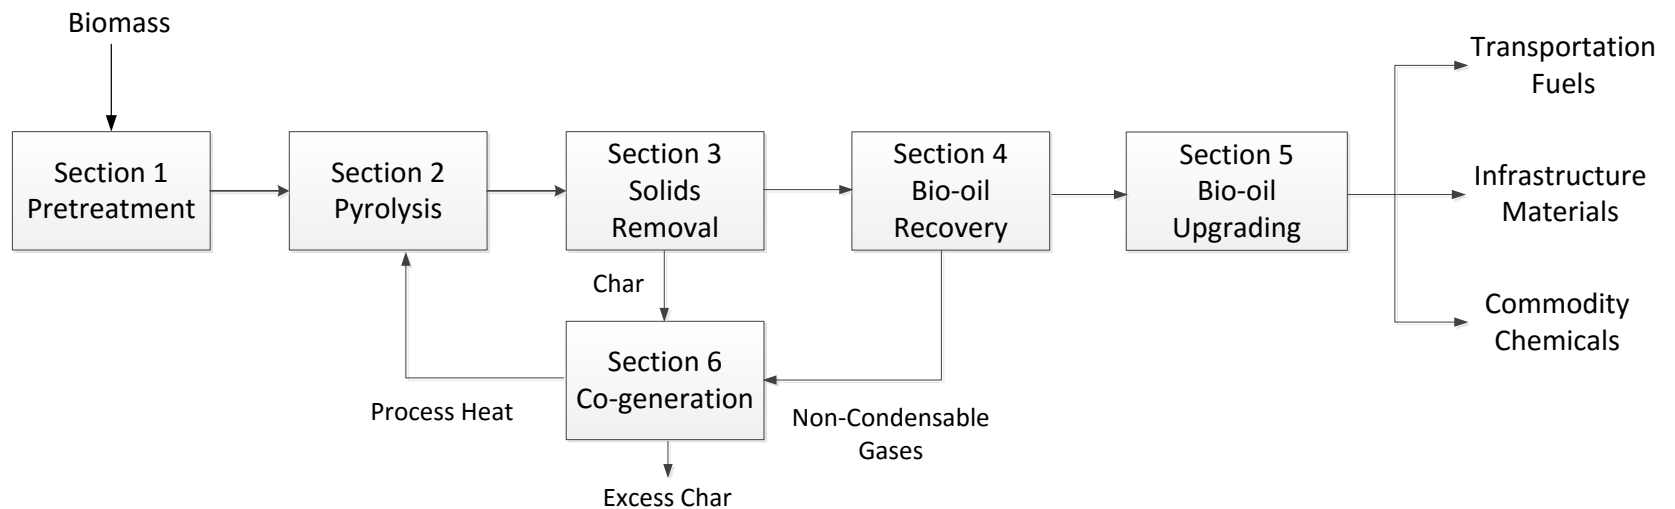 Biomass
Section 1
Pretreatment
Section 2
Pyrolysis
Section 3
Solids
Removal
Section 4
Bio-oil
Recovery
Section 5
Bio-oil
Upgrading
Transportation
Fuels
Infrastructure
Materials
Commodity
Chemicals
Char
Section 6
Co-generation
Process Heat
Non-Condensable
Gases
Excess Char